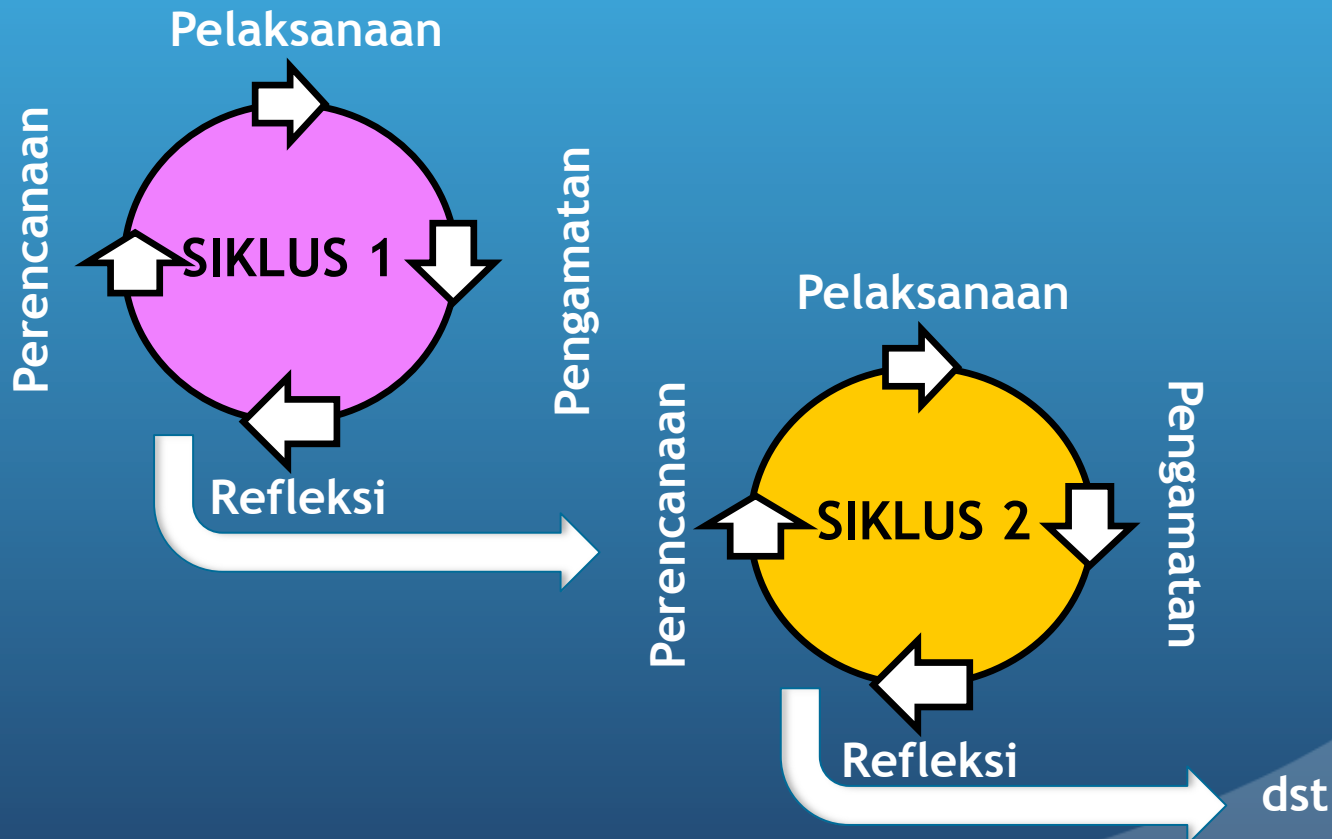 Pelaksanaan
Perencanaan
SIKLUS 1
Pengamatan
Refleksi
Pelaksanaan
Perencanaan
SIKLUS 2
Pengamatan
Refleksi
dst